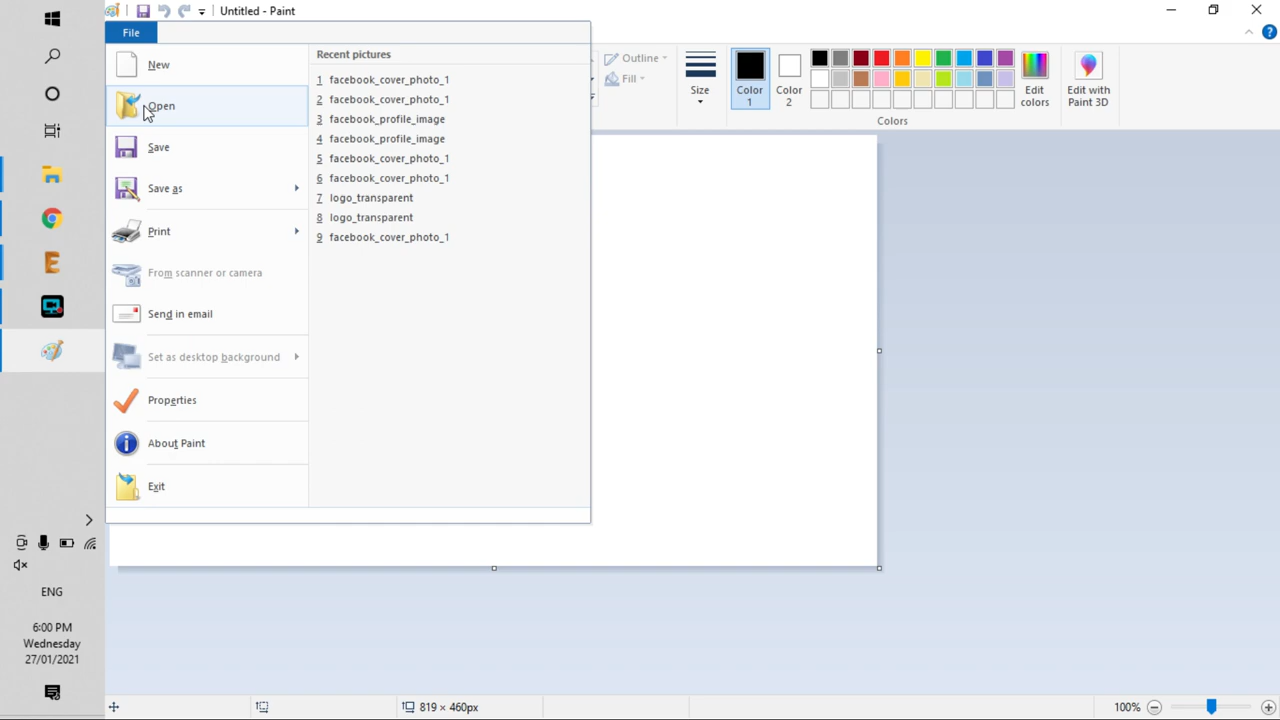 Untitled - Paint
File
New
Open
Save
Save as
Print
From scanner or camera
Send in email
Set as desktop background
Properties
About Paint
Exit
Recent pictures
1 facebook_cover_photo_1
2 facebook_cover_photo_1
3 facebook_profile_image
4 facebook_profile_image
5 facebook_cover_photo_1
6 facebook_cover_photo_1
7 logo_transparent
8 logo_transparent
9 facebook_cover_photo_1
Outline
Fill
Size
Color 1
Color 2
Edit colors
Edit with Paint 3D
Colors
ENG
6:00 PM
Wednesday
27/01/2021
819 × 460px
100%